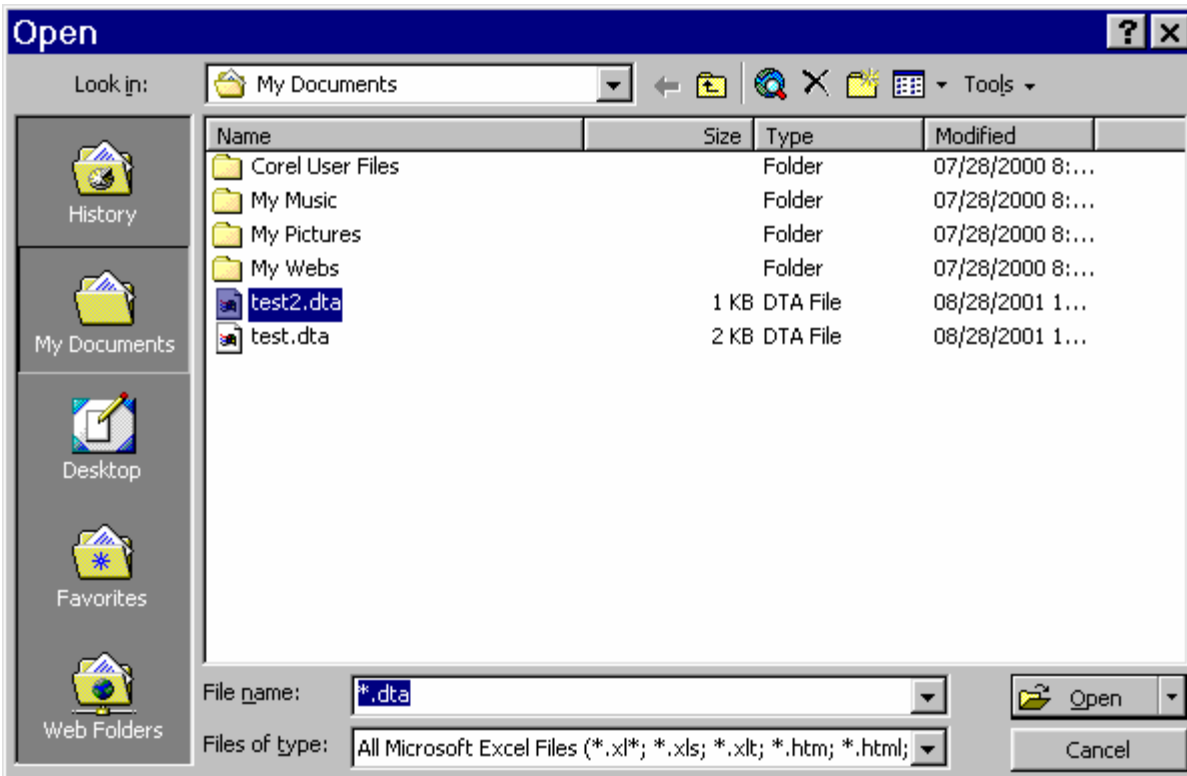 Open
Look in: My Documents Tools
Name Size Type Modified
Corel User Files Folder 07/28/2000 8:...
My Music Folder 07/28/2000 8:...
My Pictures Folder 07/28/2000 8:...
My Webs Folder 07/28/2000 8:...
test2.dta 1 KB DTA File 08/28/2001 1...
test.dta 2 KB DTA File 08/28/2001 1...
History
My Documents
Desktop
Favorites
Web Folders
File name: *.dta Open
Files of type: All Microsoft Excel Files (*.xl*; *.xls; *.xlt; *.htm; *.html; Cancel